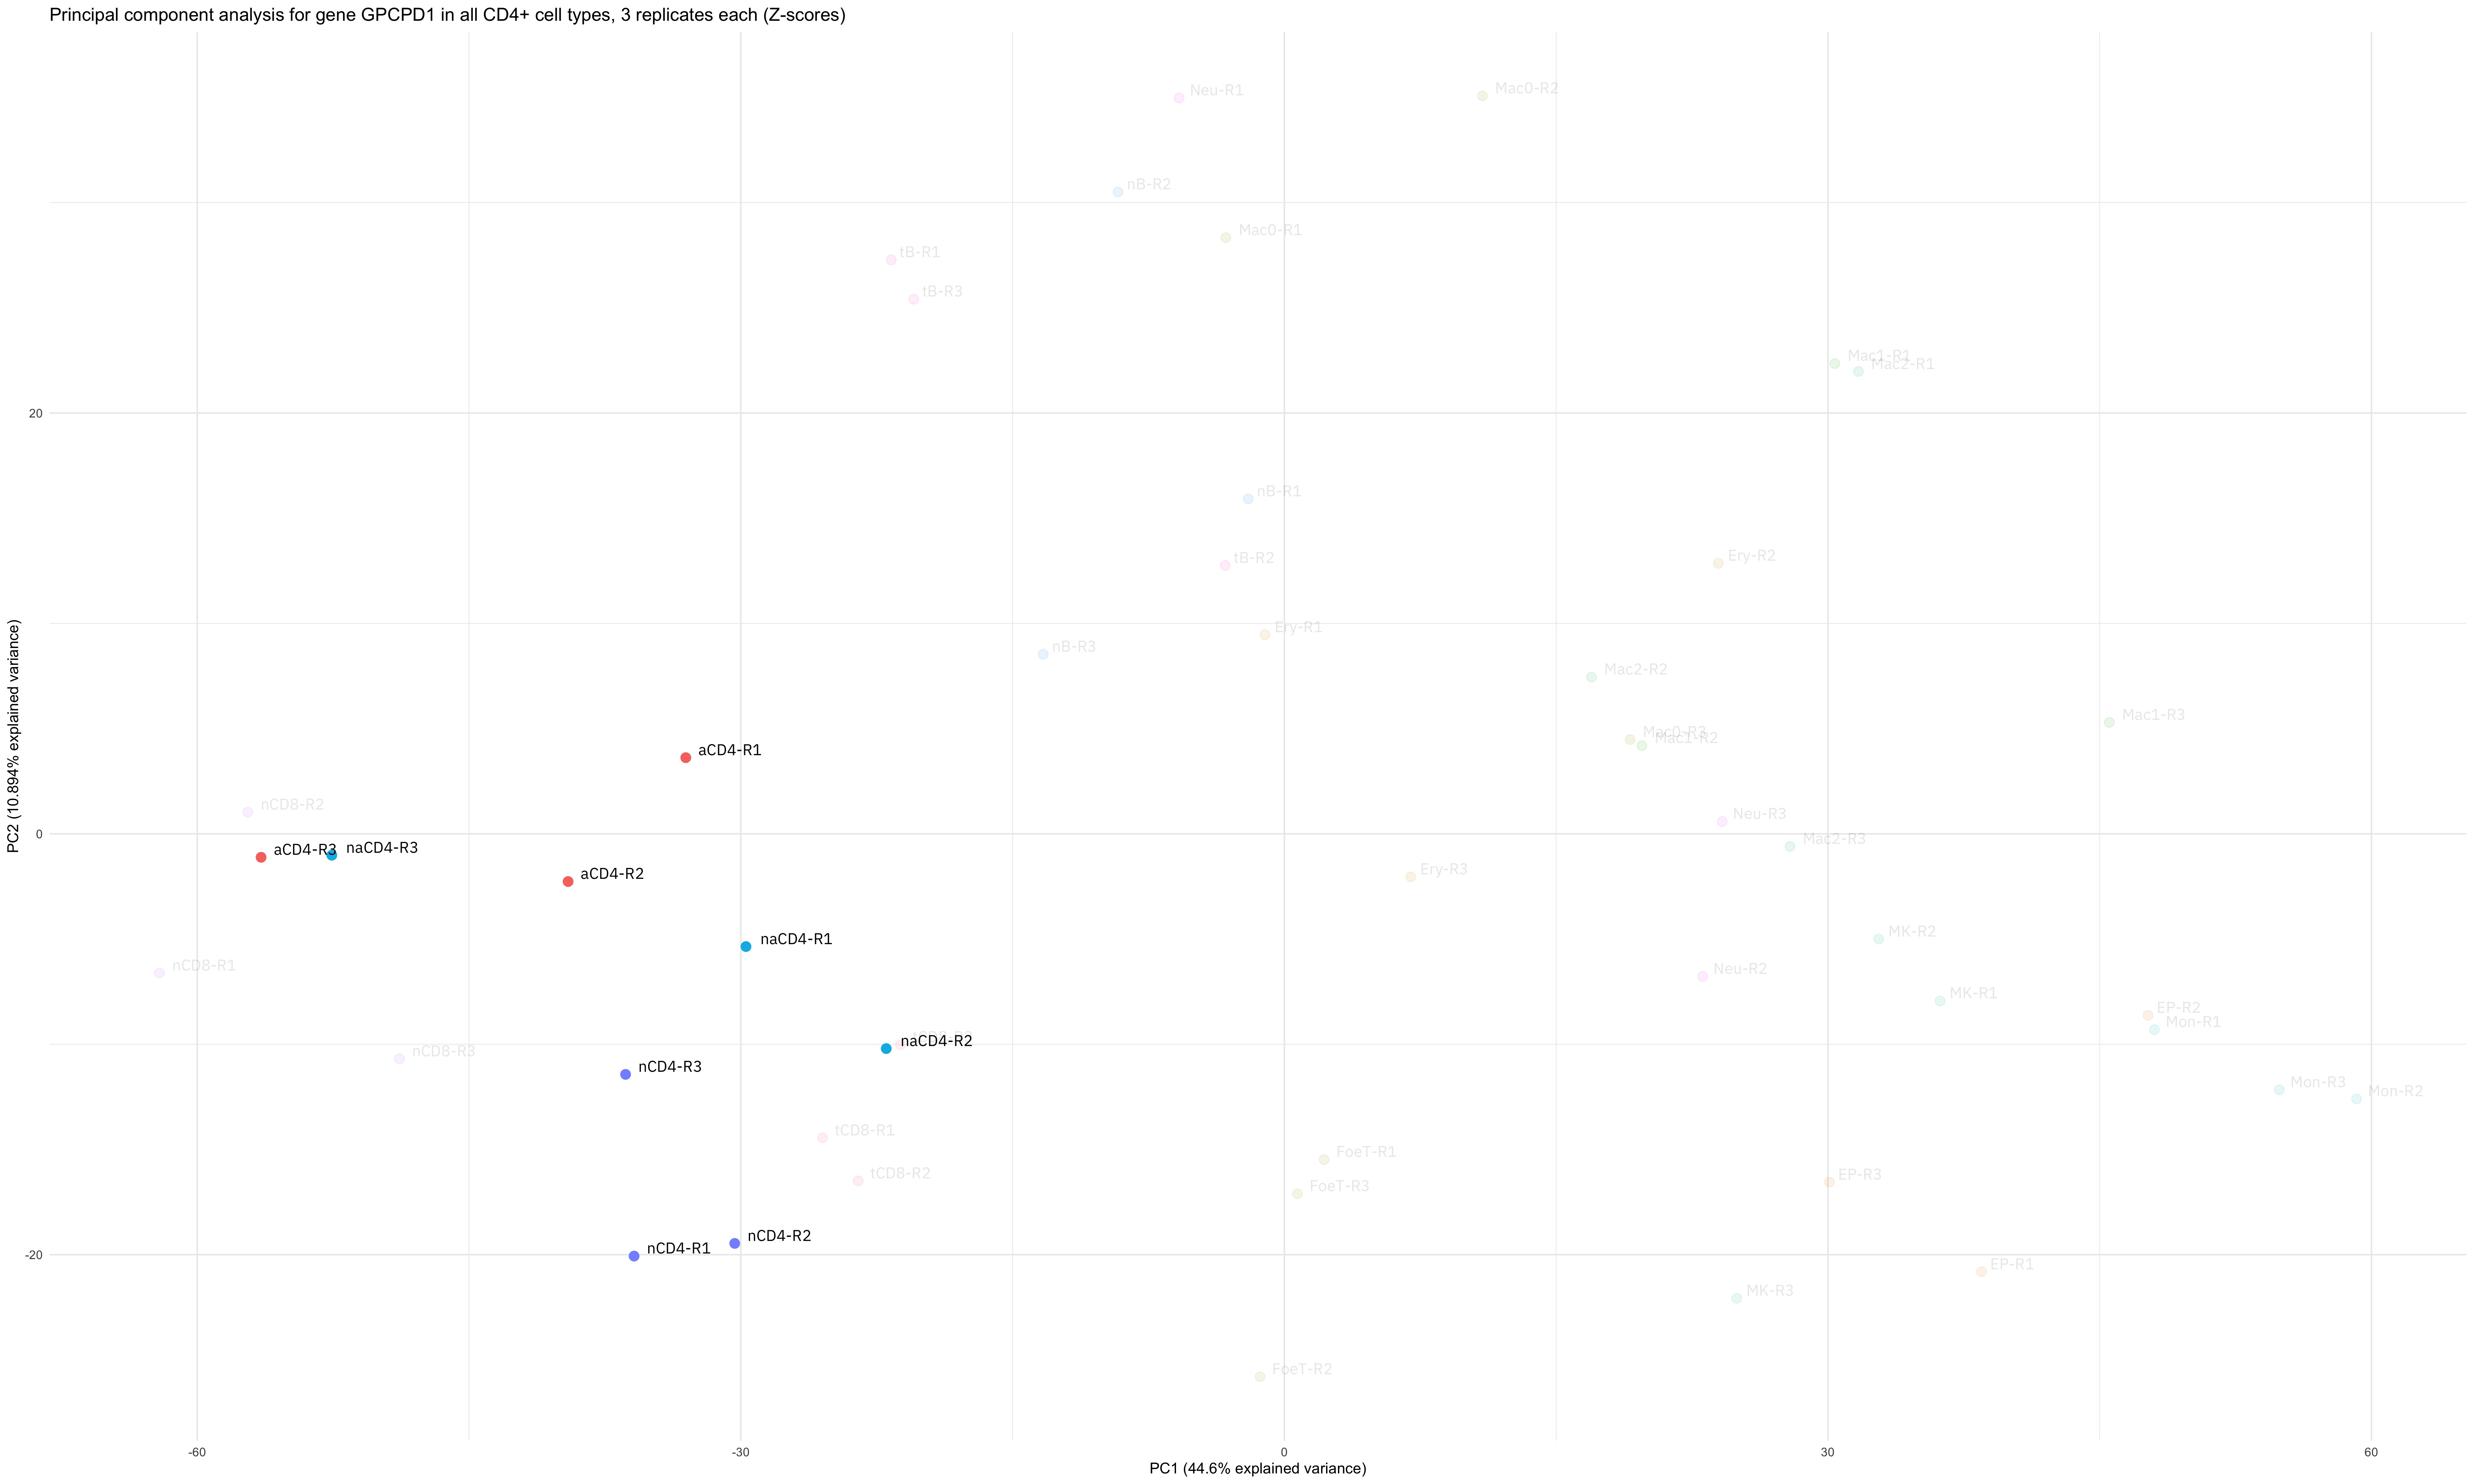 Principal component analysis for gene GPCPD1 in all CD4+ cell types, 3 replicates each (Z-scores)
Neu-R1
Mac0-R2
nB-R2
Mac0-R1
tB-R1
tB-R3
Mac1-R1
Mac2-R1
20
nB-R1
tB-R2
Ery-R2
Ery-R1
nB-R3
Mac2-R2
Mac1-R3
Mac0-R3
Mac1-R2
aCD4-R1
nCD8-R2
Neu-R3
0
Mac2-R3
aCD4-R3
naCD4-R3
aCD4-R2
Ery-R3
naCD4-R1
MK-R2
nCD8-R1
Neu-R2
MK-R1
EP-R2
Mon-R1
naCD4-R2
nCD8-R3
nCD4-R3
Mon-R3
Mon-R2
tCD8-R1
FoeT-R1
tCD8-R2
EP-R3
FoeT-R3
nCD4-R2
nCD4-R1
-20
EP-R1
MK-R3
FoeT-R2
PC2 (10.894% explained variance)
-60
-30
0
30
60
PC1 (44.6% explained variance)